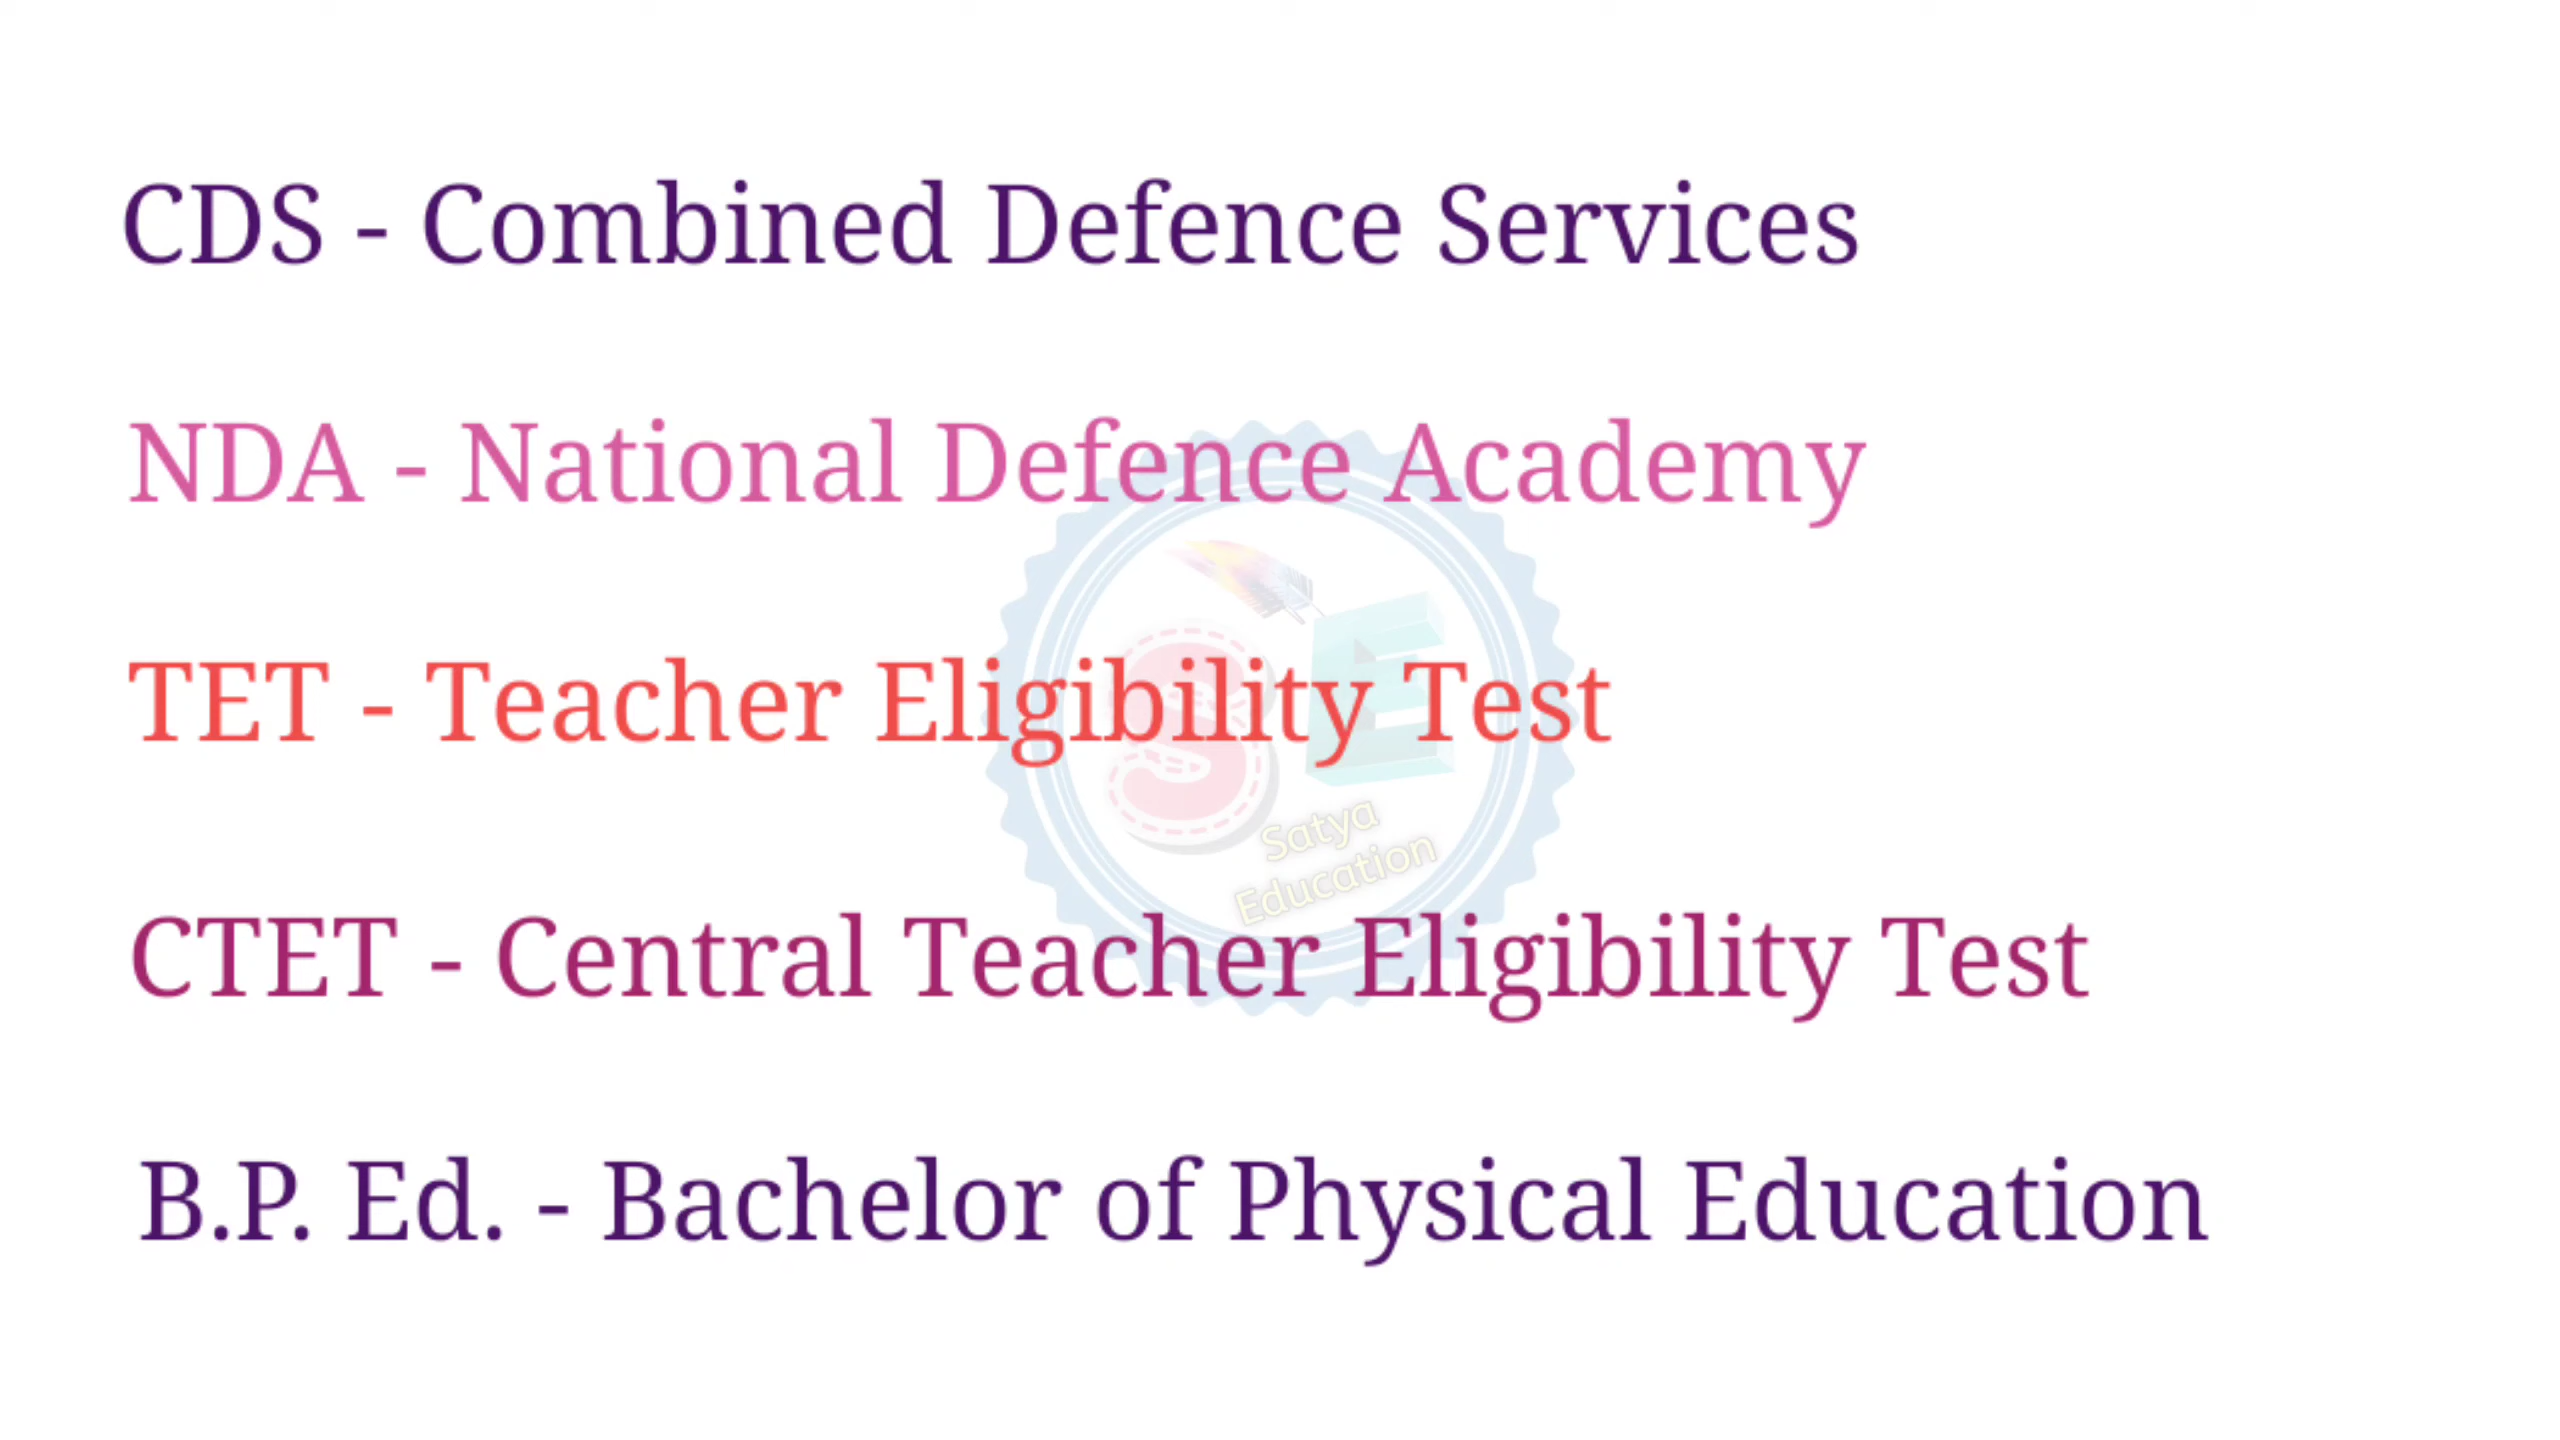 CDS - Combined Defence Services
NDA - National Defence Academy
TET - Teacher Eligibility Test
SE
Satya
Education
CTET - Central Teacher Eligibility Test
B.P. Ed. - Bachelor of Physical Education